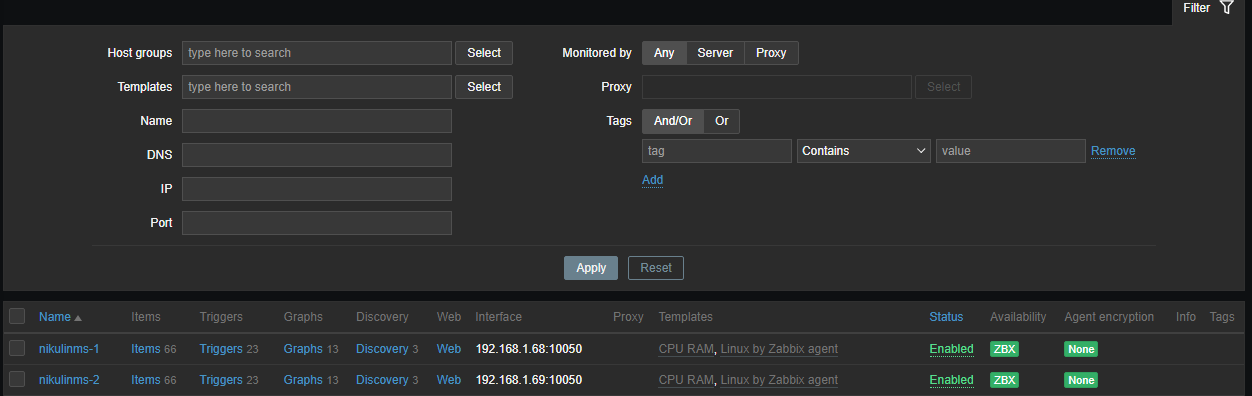 Filter
Host groups type here to search Select Monitored by Any Server Proxy
Templates type here to search Select Proxy Select
Name Tags And/Or Or
DNS tag Contains value Remove
IP Add
Port
Apply Reset
Name Items Triggers Graphs Discovery Web Interface Proxy Templates Status Availability Agent encryption Info Tags
nikulinms-1 Items 66 Triggers 23 Graphs 13 Discovery 3 Web 192.168.1.68:10050 CPU RAM, Linux by Zabbix agent Enabled ZBX None
nikulinms-2 Items 66 Triggers 23 Graphs 13 Discovery 3 Web 192.168.1.69:10050 CPU RAM, Linux by Zabbix agent Enabled ZBX None